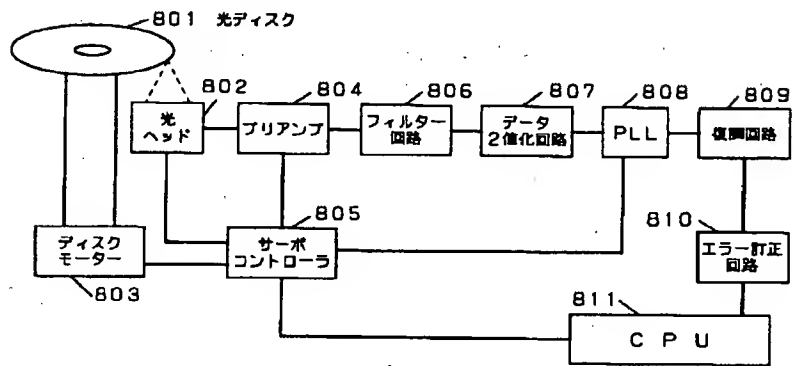 801 光ディスク
802
804
806
807
808
809
光
ヘッド
プリアンプ
フィルター
回路
データ
2値化回路
PLL
復調回路
805
810
ディスク
モーター
サーボ
コントローラ
エラー訂正
回路
803
811
CPU